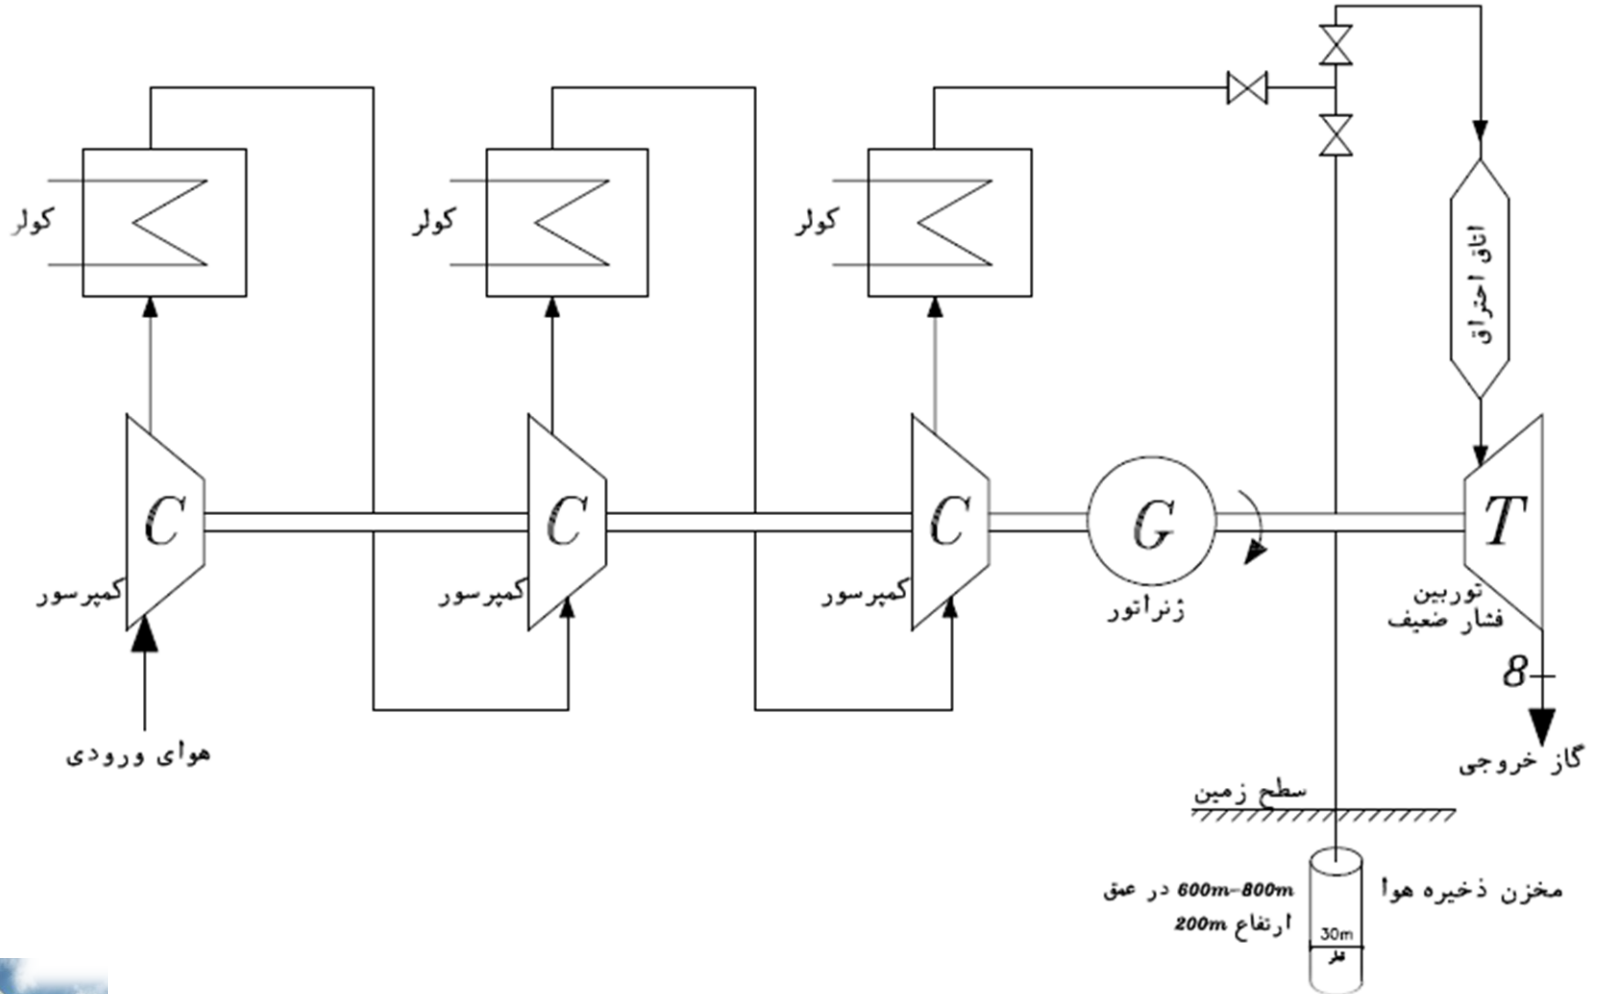 کولر
کولر
کولر
اتاق احتراق
C
C
C
G
T
کمپرسور
کمپرسور
کمپرسور
ژنراتور
توربین
فشار ضعیف
8
هوای ورودی
گاز خروجی
سطح زمین
در عمق 600m-800m
ارتفاع 200m
مخزن ذخیره هوا
30m
قطر